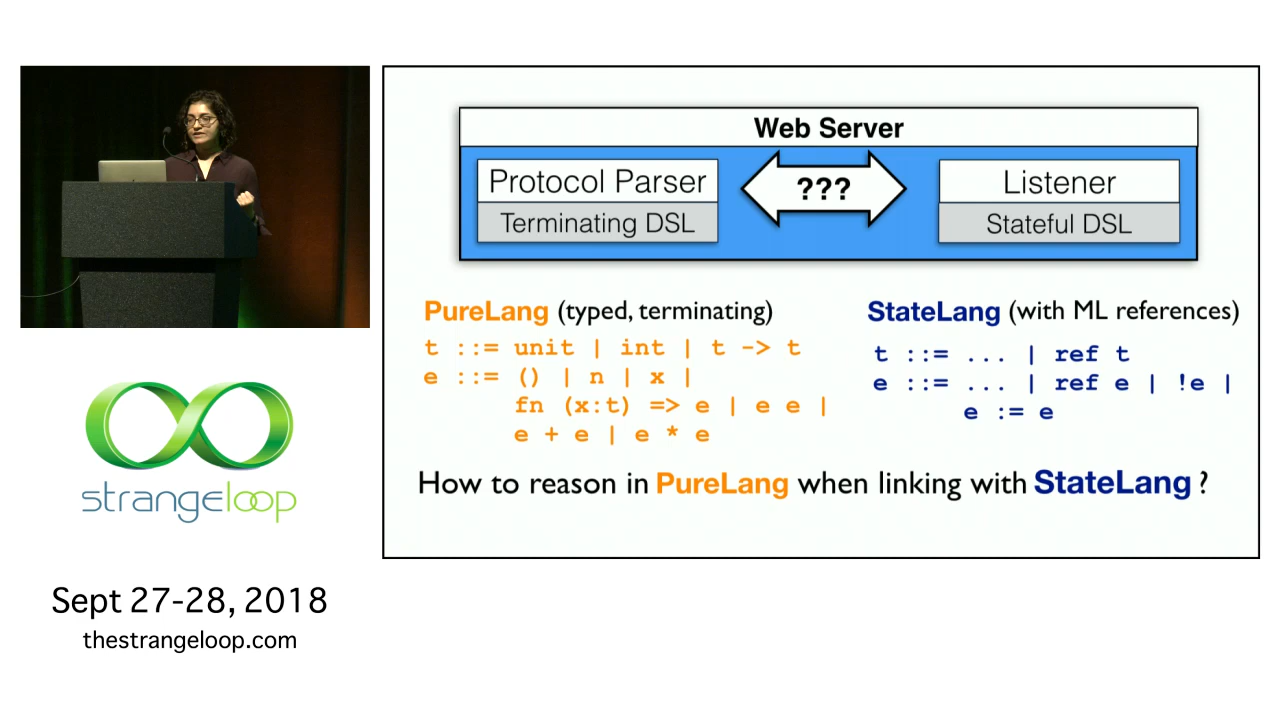 Web Server
Protocol Parser
Terminating DSL
???
Listener
Stateful DSL
PureLang (typed, terminating)
t ::= unit | int | t -> t
e ::= () | n | x |
fn (x:t) => e | e e |
e + e | e * e
StateLang (with ML references)
t ::= ... | ref t
e ::= ... | ref e | !e |
e := e
How to reason in PureLang when linking with StateLang ?
strangeloop
Sept 27-28, 2018
thestrangeloop.com